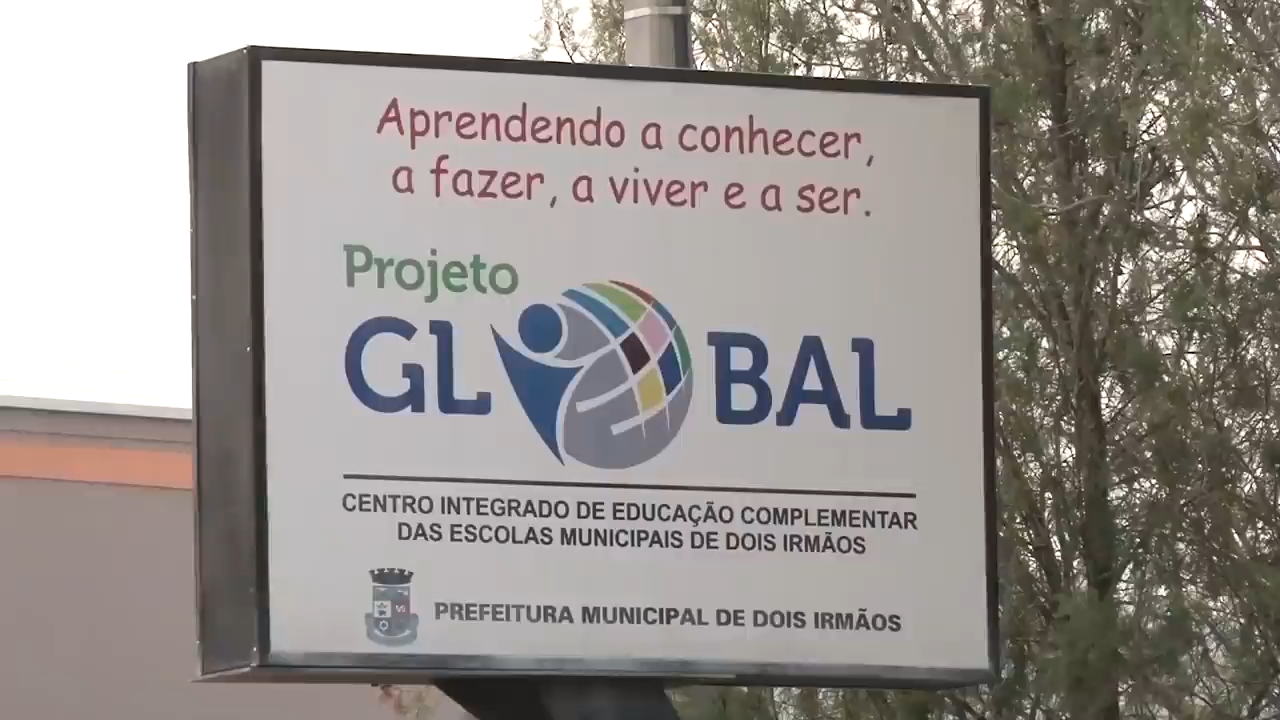 Aprendendo a conhecer,
a fazer, a viver e a ser.
Projeto
GLOBAL
CENTRO INTEGRADO DE EDUCAÇÃO COMPLEMENTAR
DAS ESCOLAS MUNICIPAIS DE DOIS IRMÃOS
PREFEITURA MUNICIPAL DE DOIS IRMÃOS